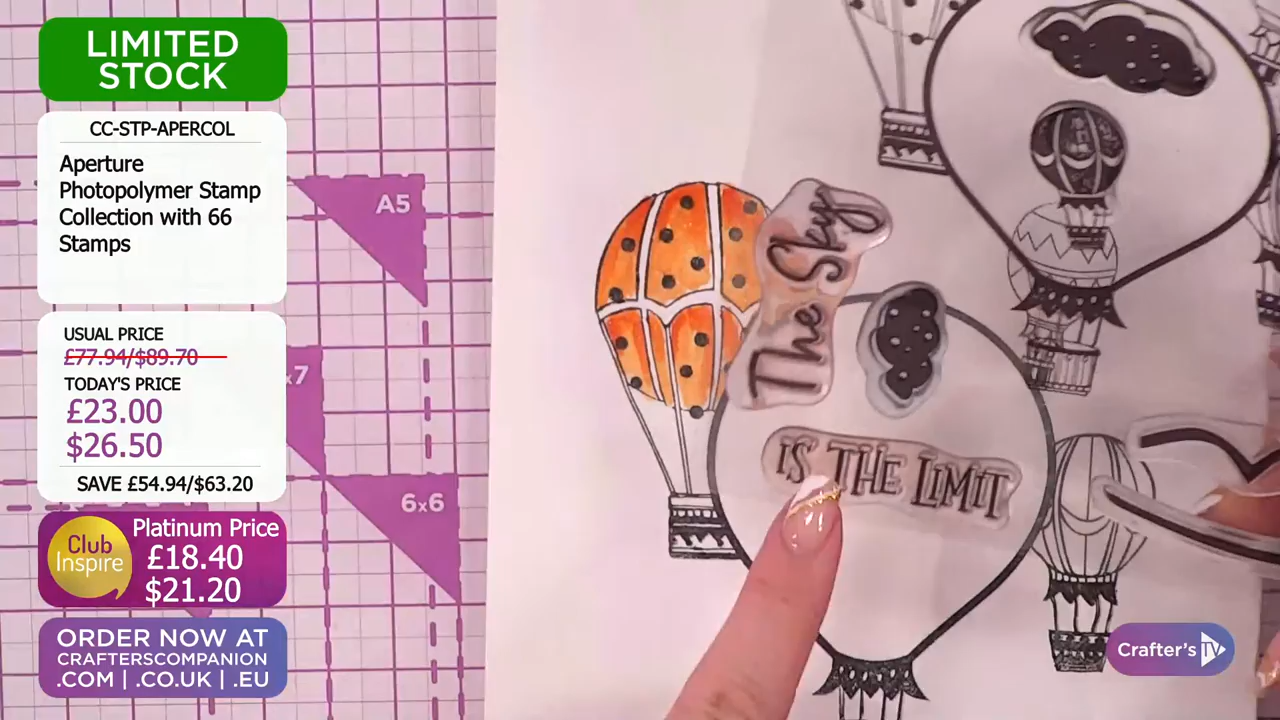 LIMITED
STOCK
CC-STP-APERCOL
Aperture
Photopolymer Stamp
Collection with 66
Stamps
USUAL PRICE
£77.94/$89.70
TODAY'S PRICE
£23.00
$26.50
SAVE £54.94/$63.20
Club
Inspire
Platinum Price
£18.40
$21.20
ORDER NOW AT
CRAFTERSCOMPANION
.COM | .CO.UK | .EU
A5
x7
6x6
The Sky
IS THE LIMIT
Crafter's TV